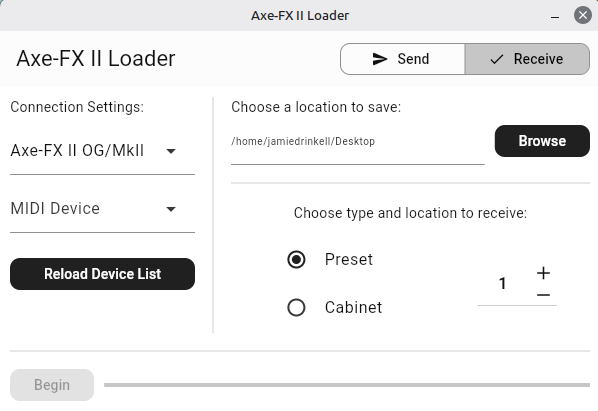 Axe-FX II Loader
Axe-FX II Loader
Send
Receive
Connection Settings:
Axe-FX II OG/MkII
MIDI Device
Reload Device List
Choose a location to save:
/home/jamiedrinkell/Desktop
Browse
Choose type and location to receive:
Preset
Cabinet
1
Begin